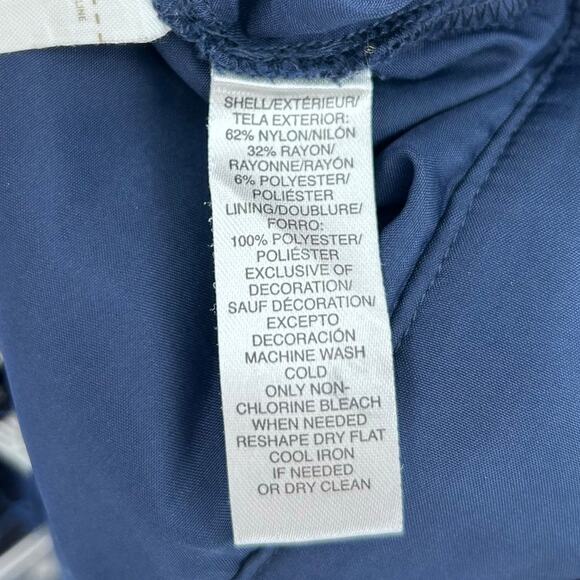 LINE
SHELL/EXTÉRIEUR/
TELA EXTERIOR:
62% NYLON/NILÓN
32% RAYON/
RAYONNE/RAYÓN
6% POLYESTER/
POLIÉSTER
LINING/DOUBLURE/
FORRO:
100% POLYESTER/
POLIÉSTER
EXCLUSIVE OF
DECORATION/
SAUF DÉCORATION/
EXCEPTO
DECORACIÓN
MACHINE WASH
COLD
ONLY NON-
CHLORINE BLEACH
WHEN NEEDED
RESHAPE DRY FLAT
COOL IRON
IF NEEDED
OR DRY CLEAN